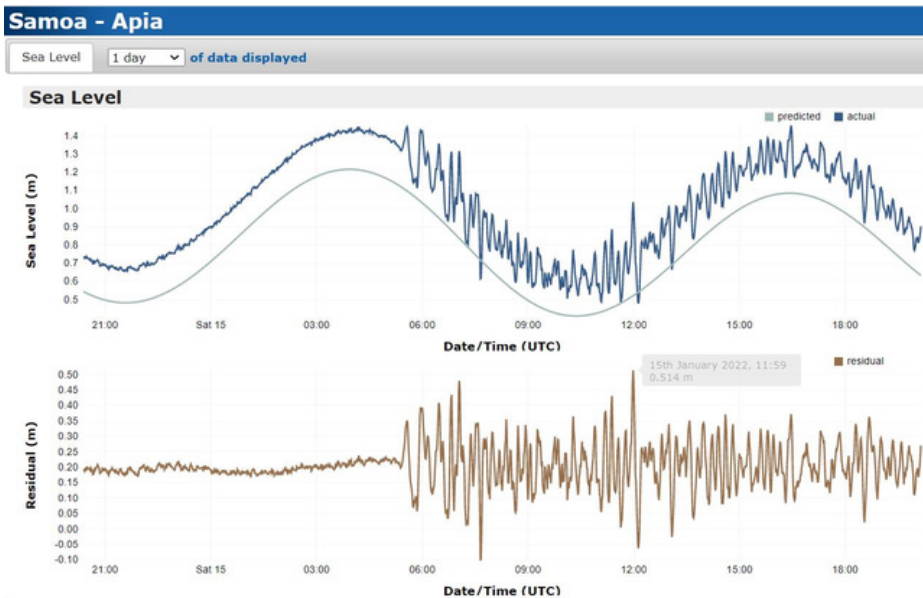 Samoa - Apia
Sea Level 1 day of data displayed
Sea Level
predicted actual
Sea Level (m)
1.4
1.3
1.2
1.1
1.0
0.9
0.8
0.7
0.6
0.5
21:00 Sat 15 03:00 06:00 09:00 12:00 15:00 18:00
Date/Time (UTC)
15th January 2022, 11:59
0.514 m
residual
Residual (m)
0.50
0.45
0.40
0.35
0.30
0.25
0.20
0.15
0.10
0.05
0.00
-0.05
-0.10
21:00 Sat 15 03:00 06:00 09:00 12:00 15:00 18:00
Date/Time (UTC)